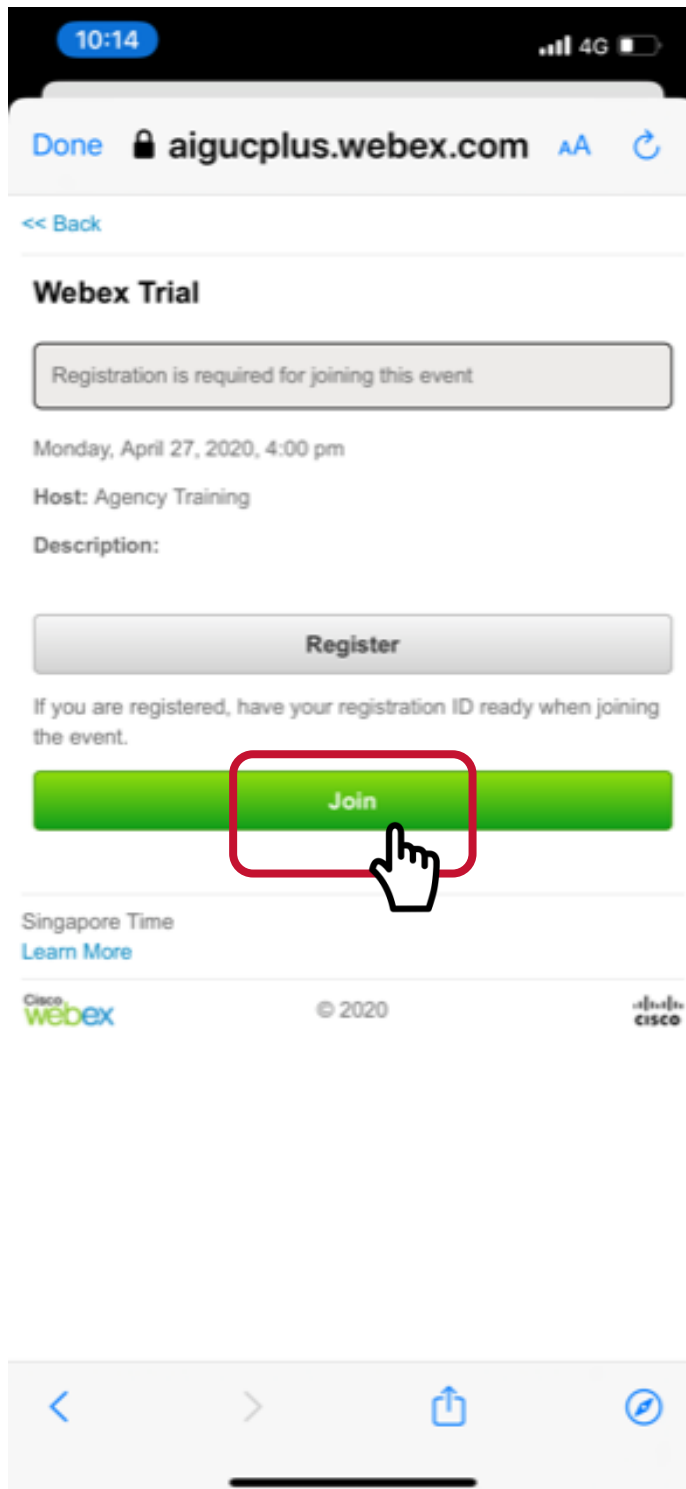 10:14 4G
Done aigucplus.webex.com AA
<< Back
Webex Trial
Registration is required for joining this event
Monday, April 27, 2020, 4:00 pm
Host: Agency Training
Description:
Register
If you are registered, have your registration ID ready when joining
the event.
Join
Singapore Time
Learn More
Cisco
webex © 2020 CISCO